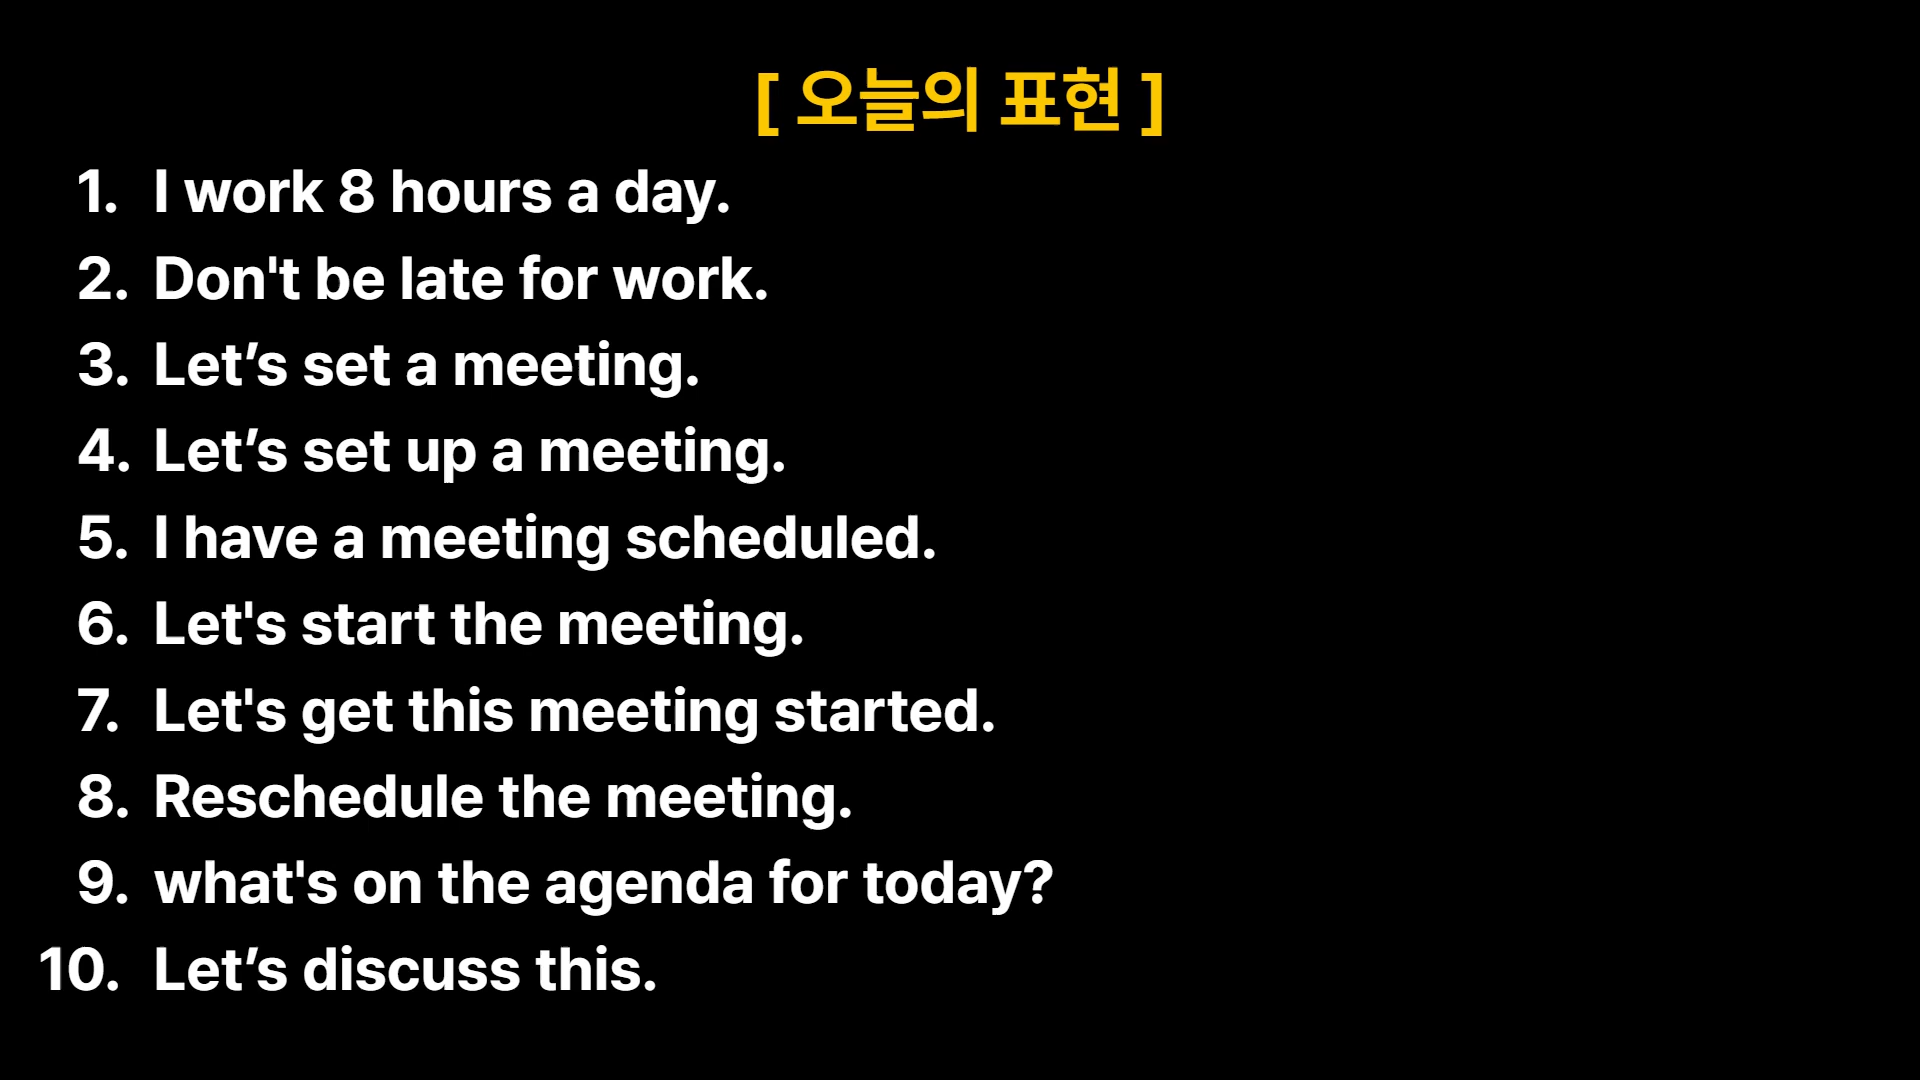 [ 오늘의 표현 ]
1. I work 8 hours a day.
2. Don't be late for work.
3. Let’s set a meeting.
4. Let’s set up a meeting.
5. I have a meeting scheduled.
6. Let's start the meeting.
7. Let's get this meeting started.
8. Reschedule the meeting.
9. what's on the agenda for today?
10. Let’s discuss this.